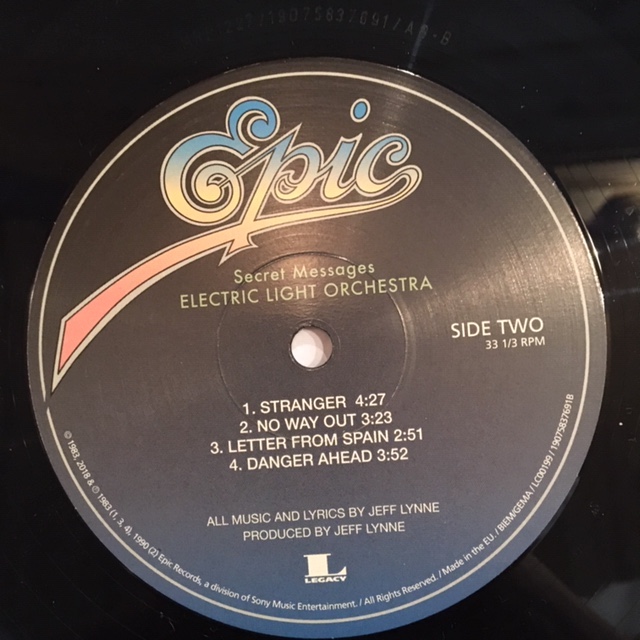 Epic
Secret Messages
ELECTRIC LIGHT ORCHESTRA
SIDE TWO
33 1/3 RPM
1. STRANGER 4:27
2. NO WAY OUT 3:23
3. LETTER FROM SPAIN 2:51
4. DANGER AHEAD 3:52
ALL MUSIC AND LYRICS BY JEFF LYNNE
PRODUCED BY JEFF LYNNE
L
LEGACY
© 1983, 2018 & ℗ 1983 (1, 3, 4), 1990 (2) Epic Records, a division of Sony Music Entertainment. / All Rights Reserved. / Made in the EU. / BIEM/GEMA / LC00199 / 19075837691B